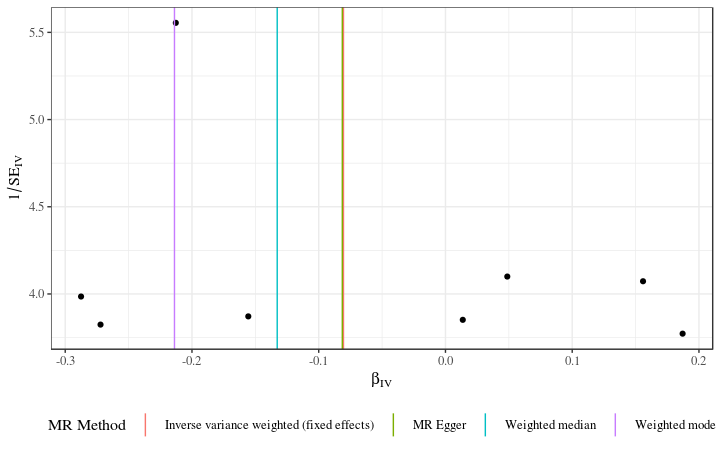 5.5
5.0
4.5
4.0
1/SE_IV
-0.3 -0.2 -0.1 0.0 0.1 0.2
β_IV
MR Method Inverse variance weighted (fixed effects) MR Egger Weighted median Weighted mode